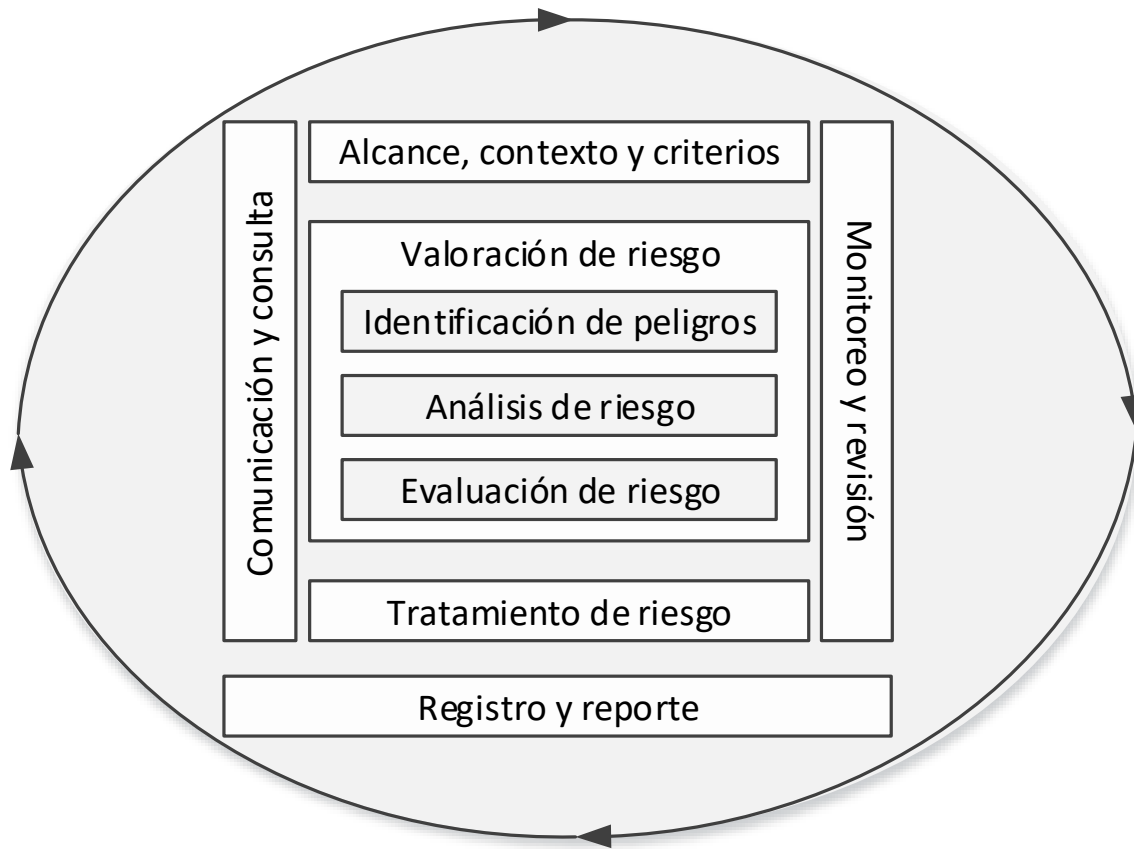 Alcance, contexto y criterios
Comunicación y consulta
Valoración de riesgo
Identificación de peligros
Análisis de riesgo
Evaluación de riesgo
Monitoreo y revisión
Tratamiento de riesgo
Registro y reporte